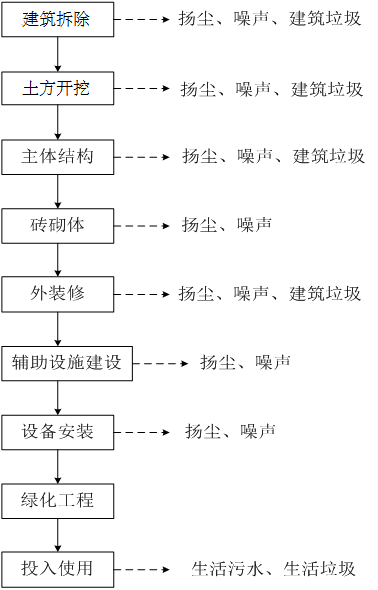 建筑拆除 扬尘、噪声、建筑垃圾
土方开挖 扬尘、噪声、建筑垃圾
主体结构 扬尘、噪声、建筑垃圾
砖砌体 扬尘、噪声
外装修 扬尘、噪声、建筑垃圾
辅助设施建设 扬尘、噪声
设备安装 扬尘、噪声
绿化工程
投入使用 生活污水、生活垃圾